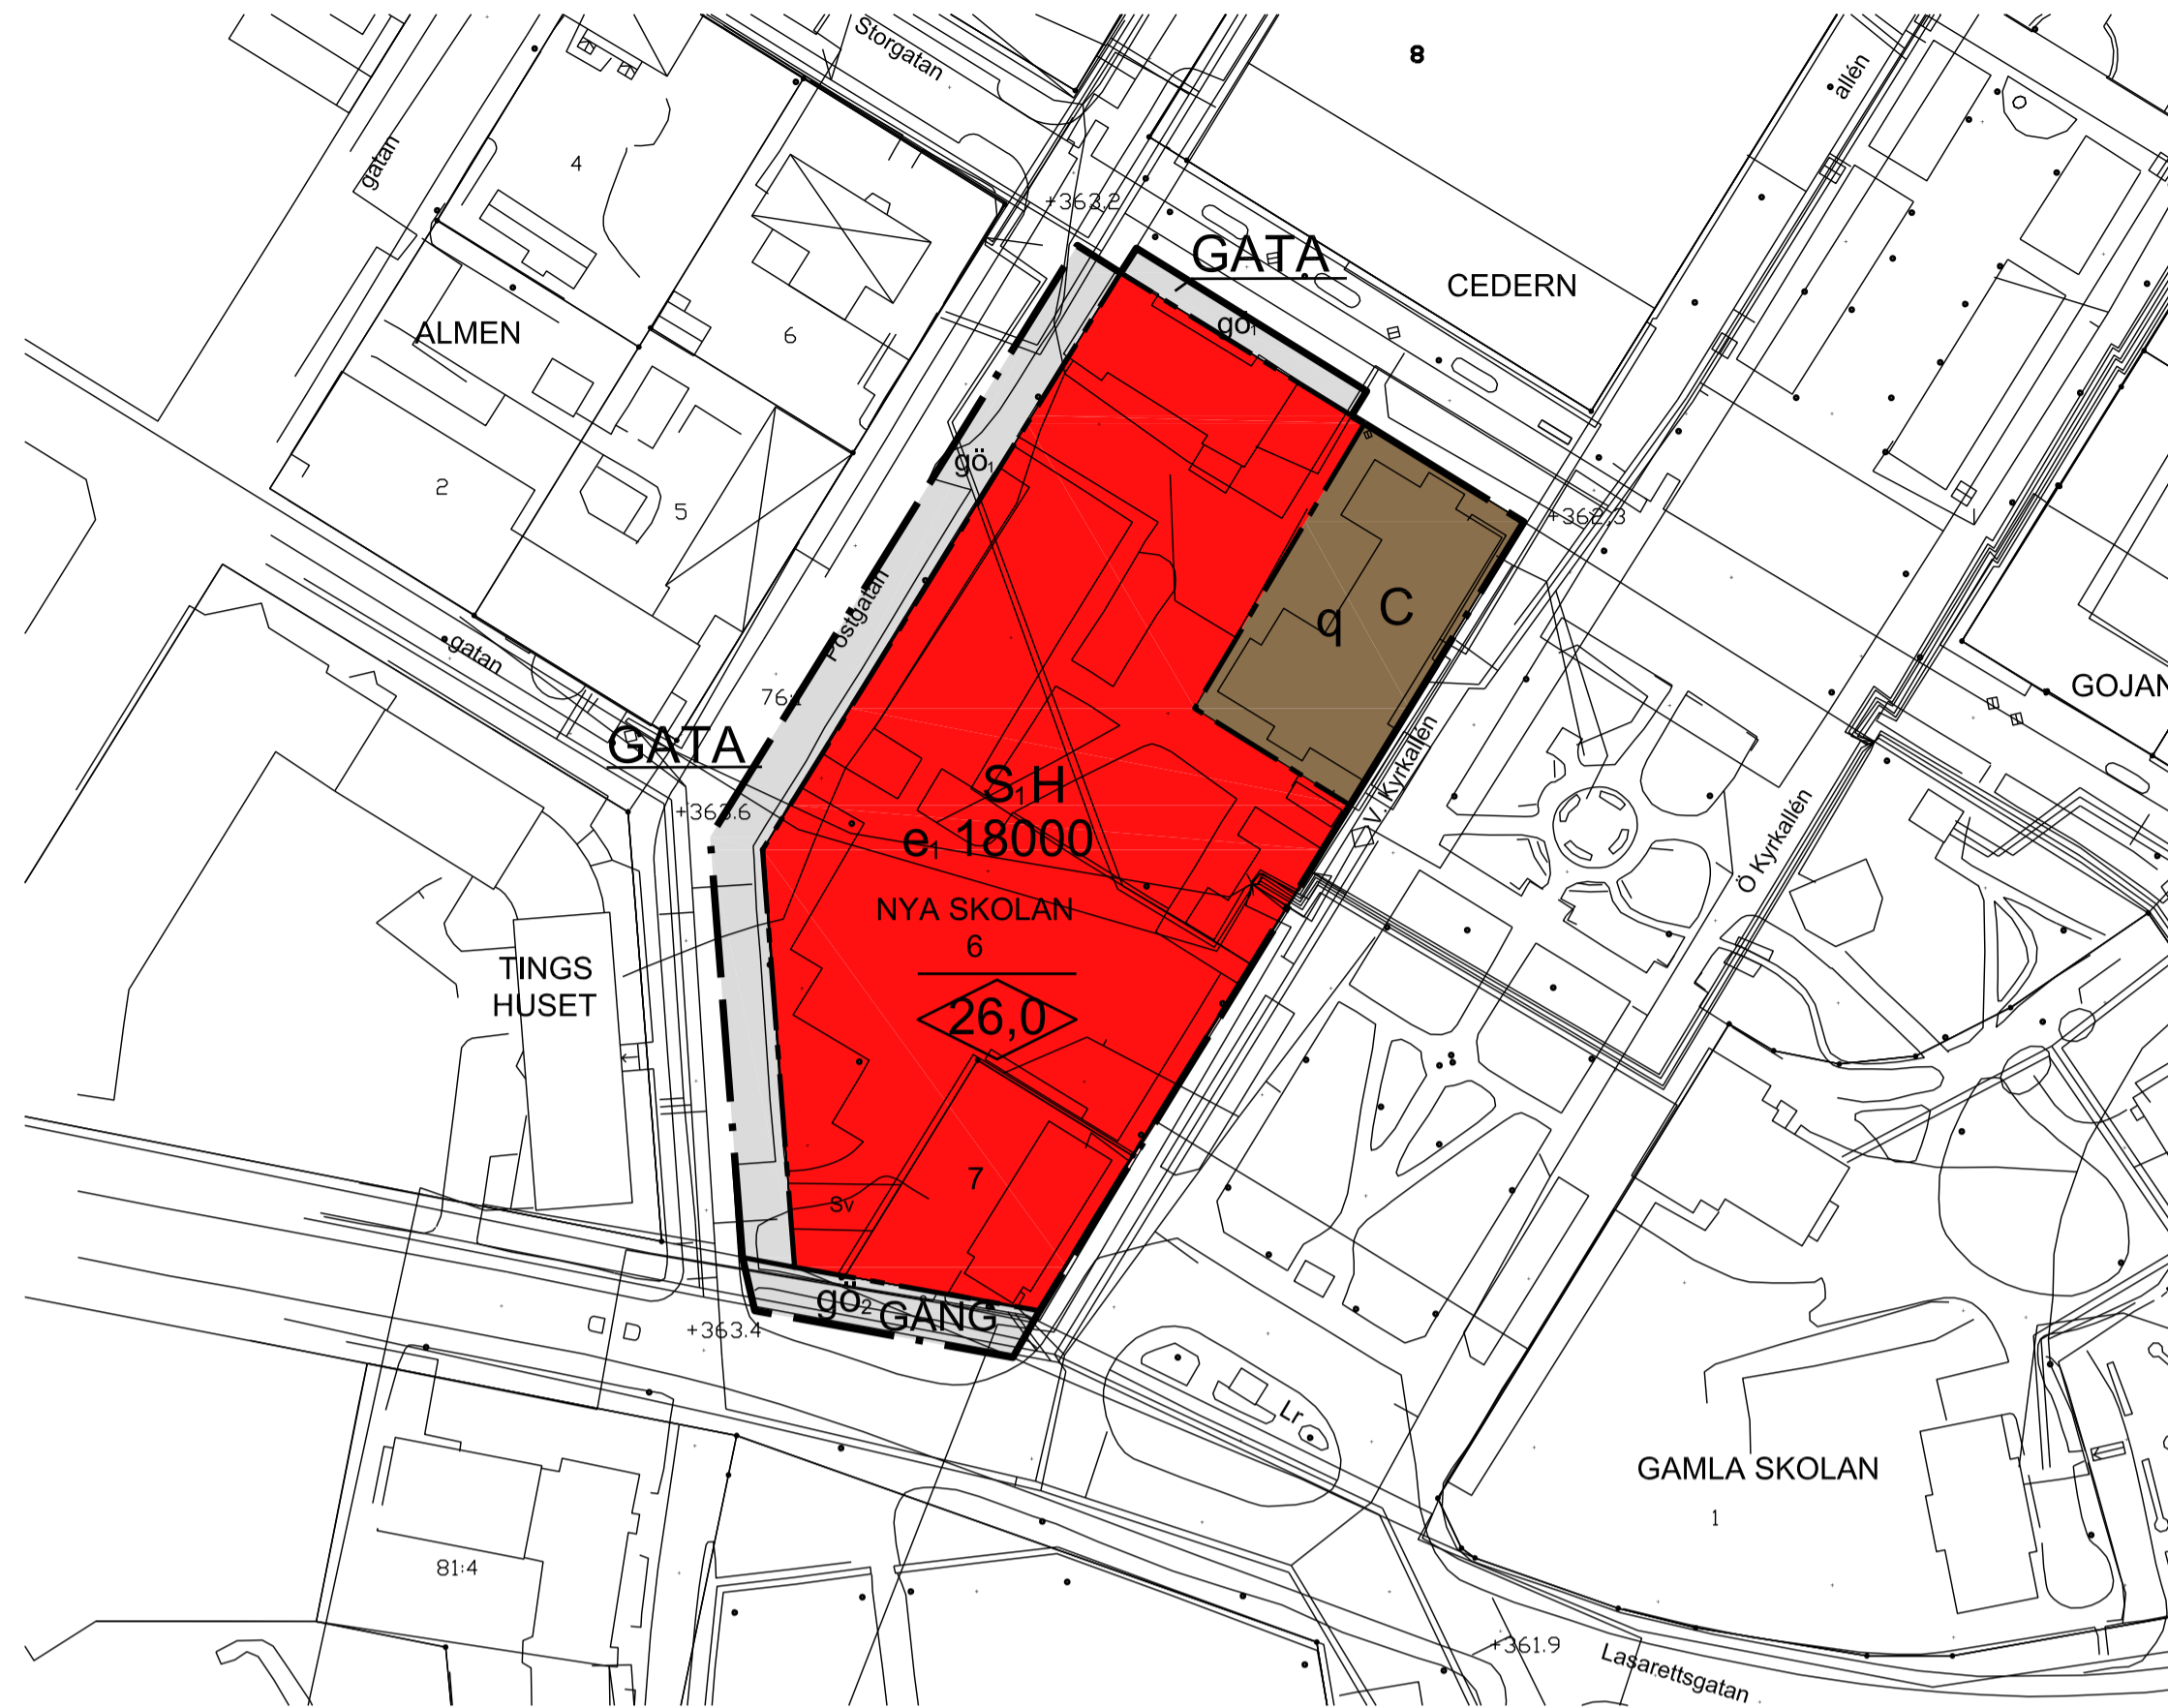 Storgatan
8
allén
gatan
4
+363.2
GATA
CEDERN
gö₁
ALMEN
6
gö₁
2
5
+362.3
Postgatan
q C
gatan
GOJAN
GATA
S₁H
V. Kyrkallén
+363.6
e₁ 18000
Ö Kyrkallén
NYA SKOLAN
6
TINGS
HUSET
26,0
7
Sv
gö₂ GÅNG
+363.4
Lr
GAMLA SKOLAN
1
81:4
+361.9
Lasarettsgatan